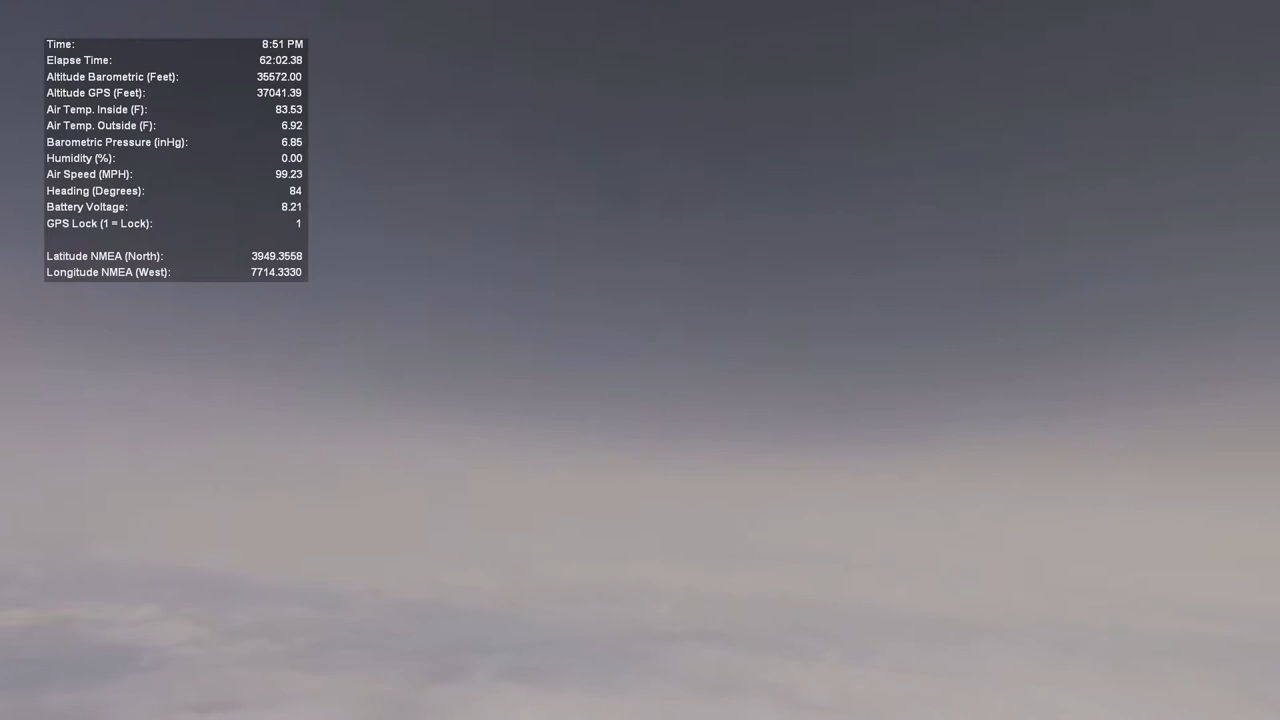 Time: 8:51 PM
Elapse Time: 62:02.38
Altitude Barometric (Feet): 35572.00
Altitude GPS (Feet): 37041.39
Air Temp. Inside (F): 83.53
Air Temp. Outside (F): 6.92
Barometric Pressure (inHg): 6.85
Humidity (%): 0.00
Air Speed (MPH): 99.23
Heading (Degrees): 84
Battery Voltage: 8.21
GPS Lock (1 = Lock): 1
Latitude NMEA (North): 3949.3558
Longitude NMEA (West): 7714.3330